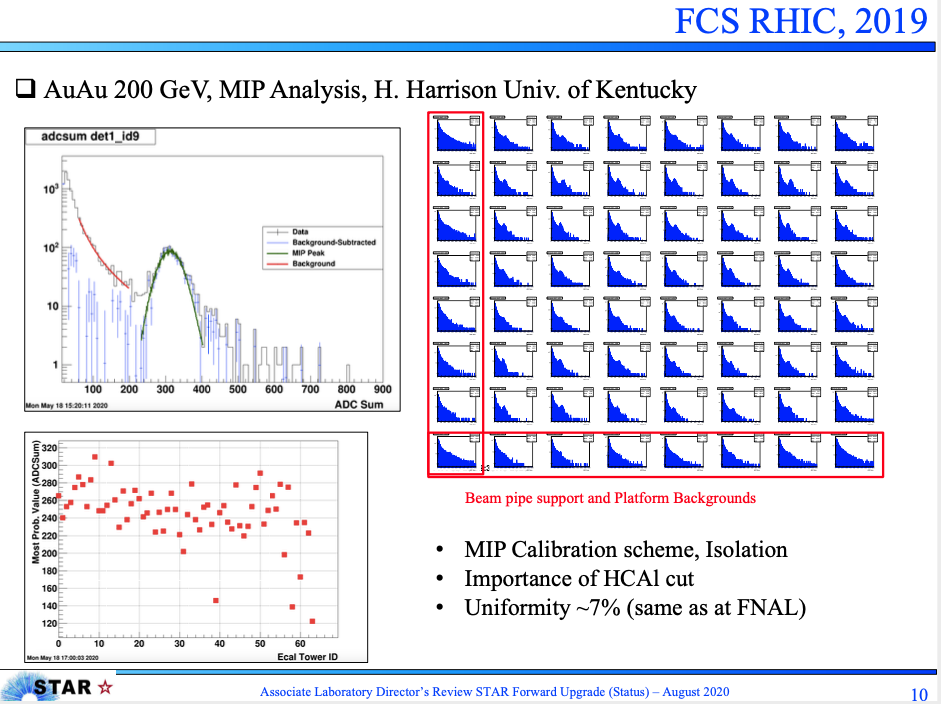 FCS RHIC, 2019
AuAu 200 GeV, MIP Analysis, H. Harrison Univ. of Kentucky
adcsum det1_id9
10³
10²
10
1
Data
Background-Subtracted
MIP Peak
Background
100 200 300 400 500 600 700 800 900
Mon May 18 15:20:11 2020
ADC Sum
Most Prob. Value (ADCSum)
320
300
280
260
240
220
200
180
160
140
120
0 10 20 30 40 50 60
Mon May 18 17:00:03 2020
Ecal Tower ID
Beam pipe support and Platform Backgrounds
• MIP Calibration scheme, Isolation
• Importance of HCAl cut
• Uniformity ~7% (same as at FNAL)
STAR
Associate Laboratory Director's Review STAR Forward Upgrade (Status) – August 2020
10